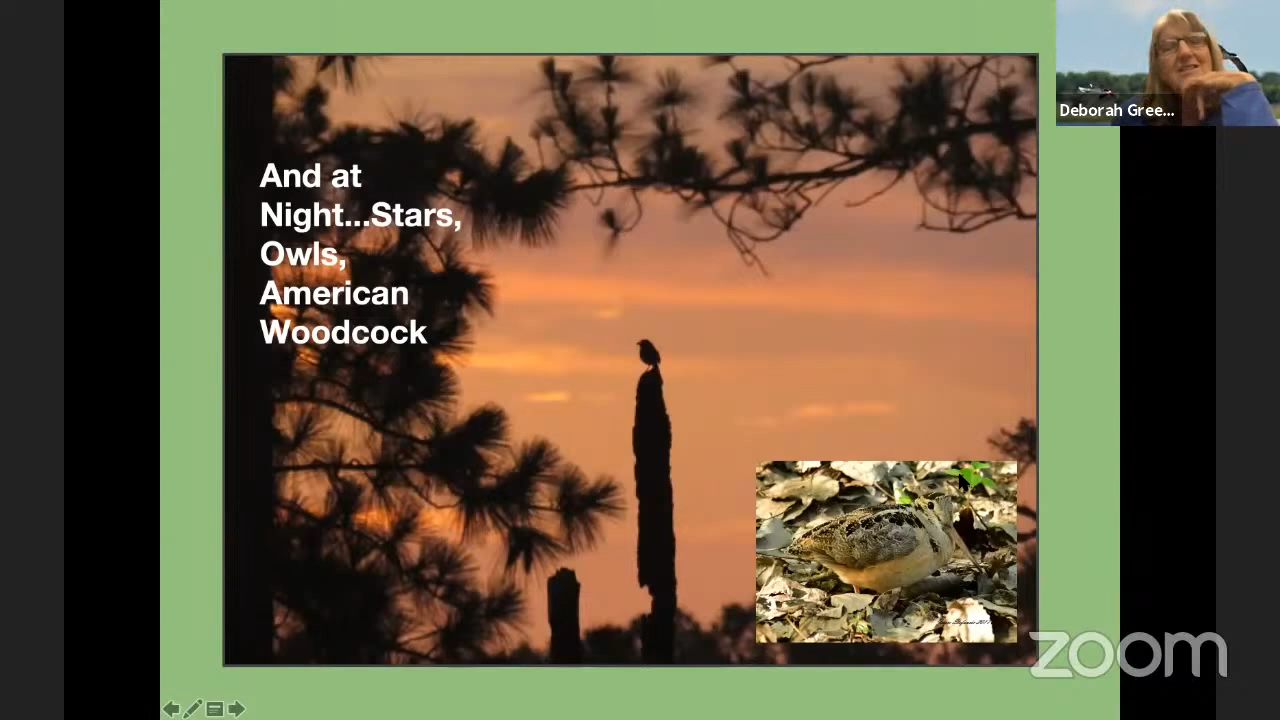 And at
Night...Stars,
Owls,
American
Woodcock
Deborah Gree...
zoom